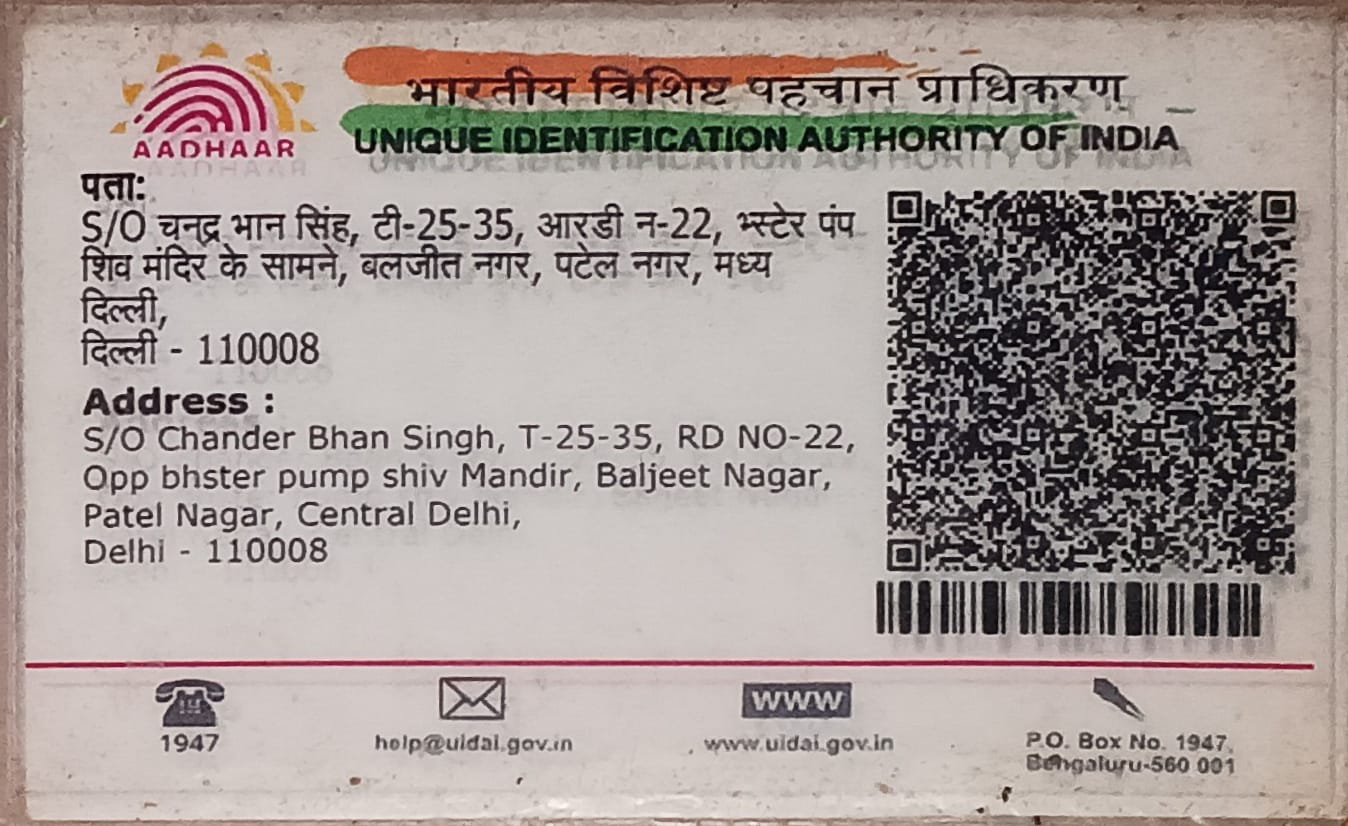 भारतीय विशिष्ट पहचान प्राधिकरण
UNIQUE IDENTIFICATION AUTHORITY OF INDIA
AADHAAR
पता:
S/O चनद्र भान सिंह, टी-25-35, आरडी न-22, भ्स्टेर पंप
शिव मंदिर के सामने, बलजीत नगर, पटेल नगर, मध्य
दिल्ली,
दिल्ली - 110008
Address :
S/O Chander Bhan Singh, T-25-35, RD NO-22,
Opp bhster pump shiv Mandir, Baljeet Nagar,
Patel Nagar, Central Delhi,
Delhi - 110008
1947
help@uidai.gov.in
WWW
www.uidai.gov.in
P.O. Box No. 1947,
Bengaluru-560 001